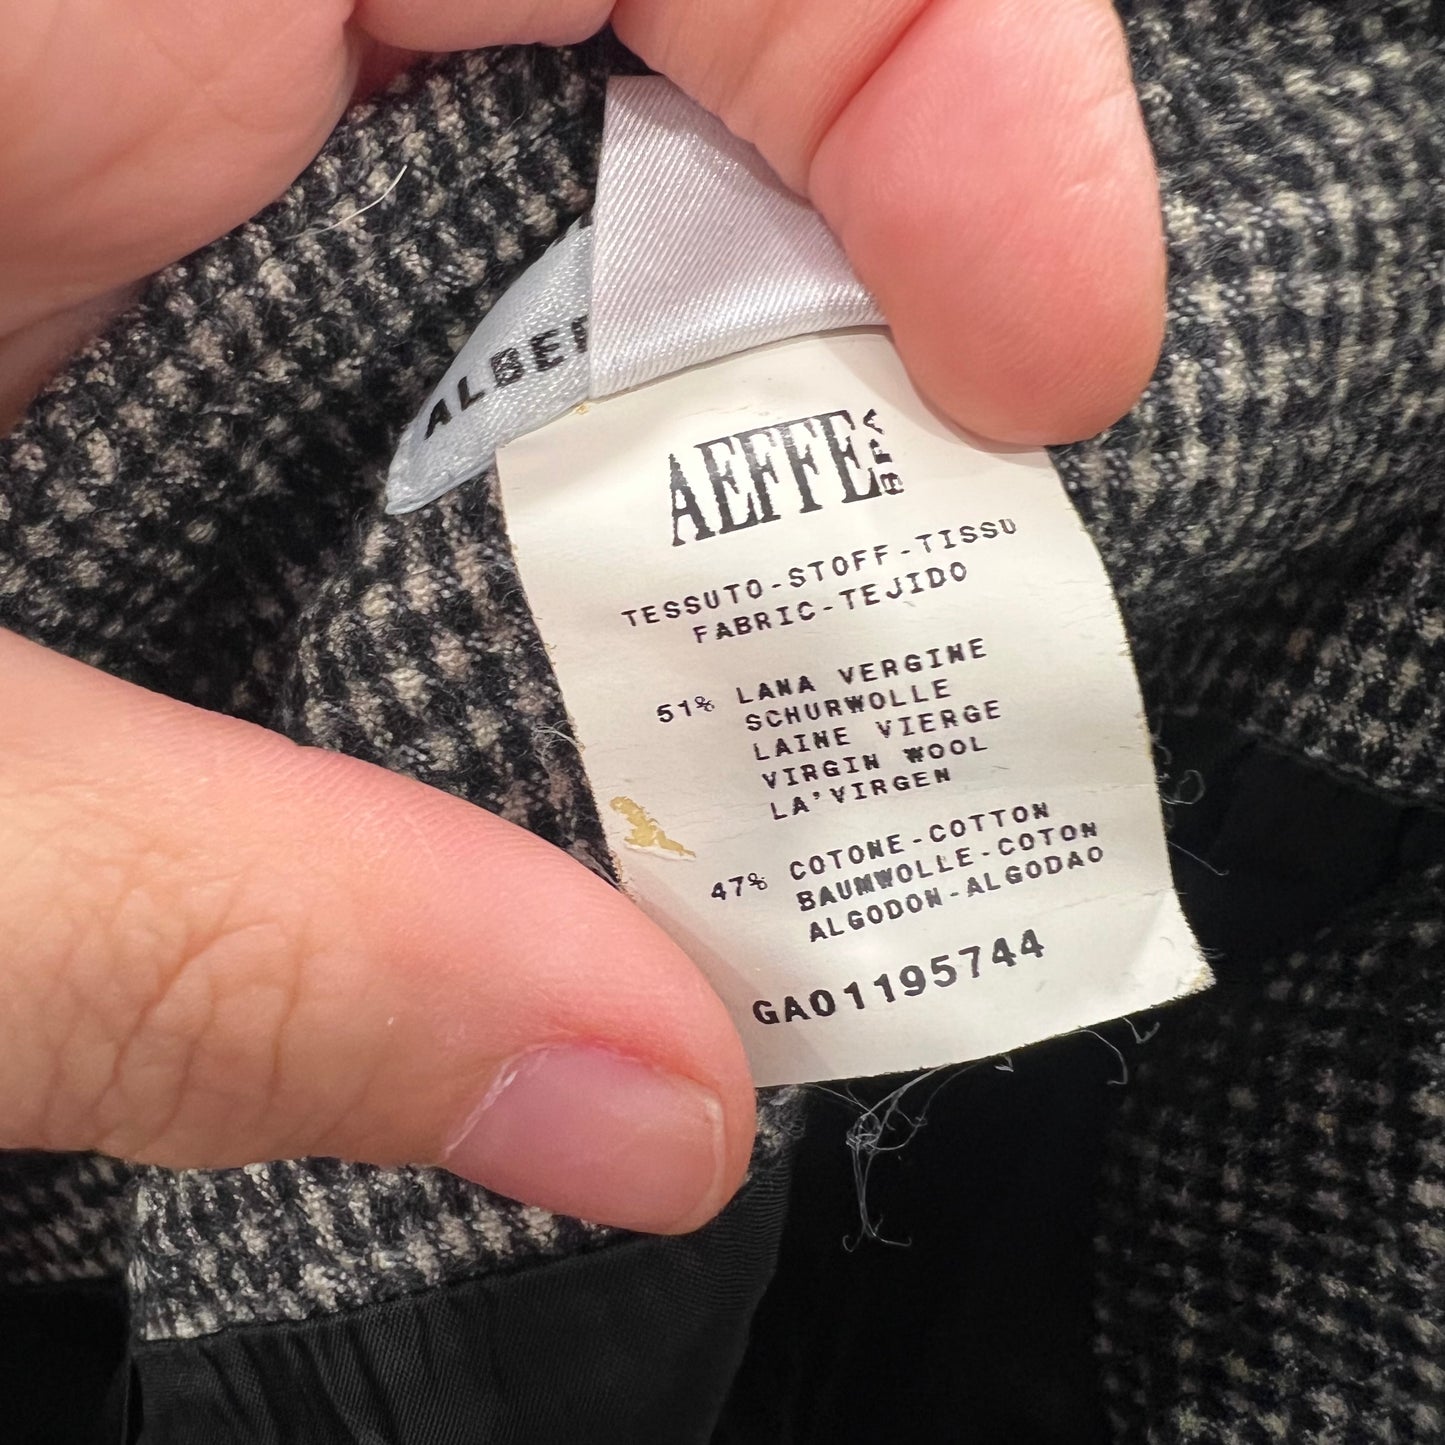 ALBE
AEFFE SPA
TESSUTO-STOFF-TISSU
FABRIC-TEJIDO
51% LANA VERGINE
SCHURWOLLE
LAINE VIERGE
VIRGIN WOOL
LA'VIRGEN
47% COTONE-COTTON
BAUMWOLLE-COTON
ALGODON-ALGODAO
GA01195744